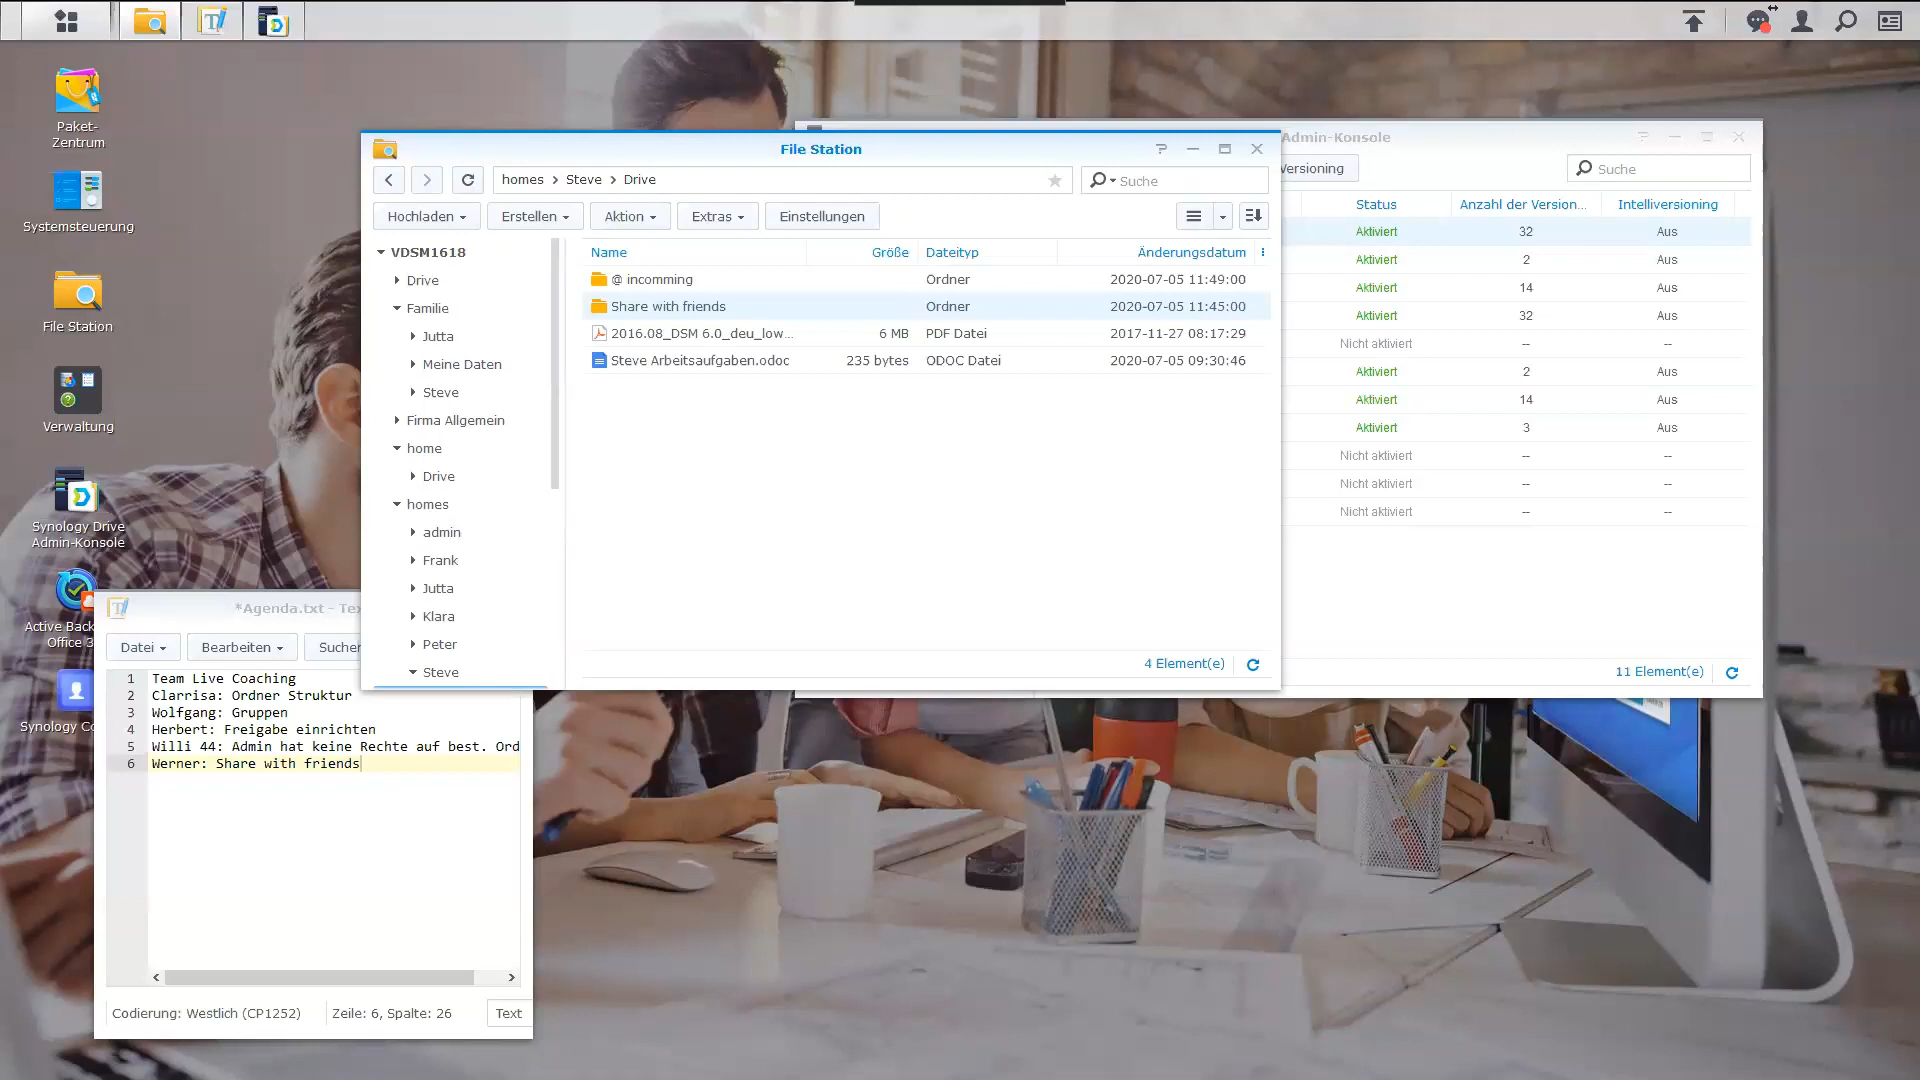 Paket-
Zentrum
Systemsteuerung
File Station
Verwaltung
Synology Drive
Admin-Konsole
Active Back
Office 3
Synology Co
File Station
homes
Steve
Drive
Suche
Hochladen
Erstellen
Aktion
Extras
Einstellungen
VDSM1618
Drive
Familie
Jutta
Meine Daten
Steve
Firma Allgemein
home
Drive
homes
admin
Frank
Jutta
Klara
Peter
Steve
Name Größe Dateityp Änderungsdatum
@ incomming Ordner 2020-07-05 11:49:00
Share with friends Ordner 2020-07-05 11:45:00
2016.08_DSM 6.0_deu_low... 6 MB PDF Datei 2017-11-27 08:17:29
Steve Arbeitsaufgaben.odoc 235 bytes ODOC Datei 2020-07-05 09:30:46
4 Element(e)
Admin-Konsole
Versioning
Suche
Status Anzahl der Version... Intelliversioning
Aktiviert 32 Aus
Aktiviert 2 Aus
Aktiviert 14 Aus
Aktiviert 32 Aus
Nicht aktiviert -- --
Aktiviert 2 Aus
Aktiviert 14 Aus
Aktiviert 3 Aus
Nicht aktiviert -- --
Nicht aktiviert -- --
Nicht aktiviert -- --
11 Element(e)
*Agenda.txt - Tex
Datei
Bearbeiten
Suchen
1 Team Live Coaching
2 Clarrisa: Ordner Struktur
3 Wolfgang: Gruppen
4 Herbert: Freigabe einrichten
5 Willi 44: Admin hat keine Rechte auf best. Ord
6 Werner: Share with friends
Codierung: Westlich (CP1252)
Zeile: 6, Spalte: 26
Text